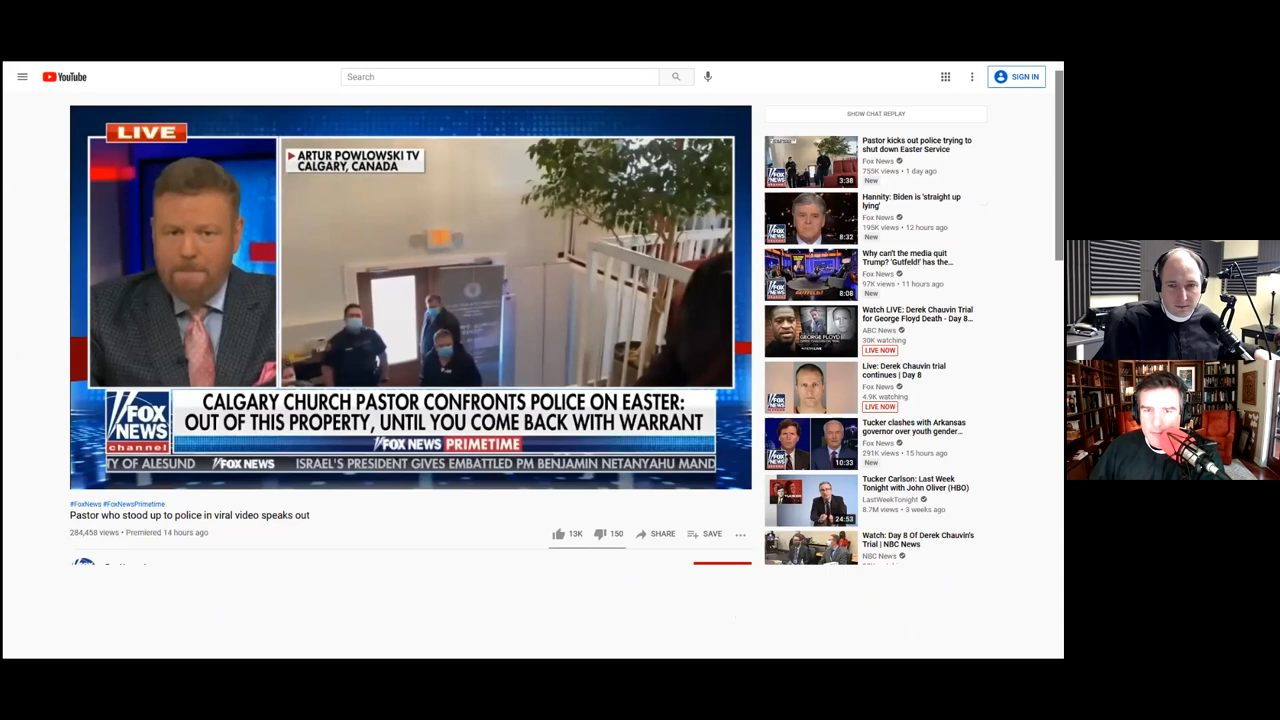 YouTube
Search
SIGN IN
LIVE
ARTUR POWLOWSKI TV
CALGARY, CANADA
FOX
NEWS
channel
CALGARY CHURCH PASTOR CONFRONTS POLICE ON EASTER:
OUT OF THIS PROPERTY, UNTIL YOU COME BACK WITH WARRANT
FOX NEWS PRIMETIME
TY OF ALESUND FOX NEWS ISRAEL'S PRESIDENT GIVES EMBATTLED PM BENJAMIN NETANYAHU MAND
#FoxNews #FoxNewsPrimetime
Pastor who stood up to police in viral video speaks out
284,458 views • Premiered 14 hours ago
13K
150
SHARE
SAVE
SHOW CHAT REPLAY
3:38
Pastor kicks out police trying to
shut down Easter Service
Fox News
755K views • 1 day ago
New
8:32
Hannity: Biden is 'straight up
lying'
Fox News
195K views • 12 hours ago
New
8:08
Why can't the media quit
Trump? 'Gutfeld!' has the...
Fox News
97K views • 11 hours ago
New
GEORGE FLOYD
Watch LIVE: Derek Chauvin Trial
for George Floyd Death - Day 8...
ABC News
30K watching
LIVE NOW
Live: Derek Chauvin trial
continues | Day 8
Fox News
4.9K watching
LIVE NOW
10:33
Tucker clashes with Arkansas
governor over youth gender...
Fox News
291K views • 15 hours ago
New
24:53
Tucker Carlson: Last Week
Tonight with John Oliver (HBO)
LastWeekTonight
8.7M views • 3 weeks ago
Watch: Day 8 Of Derek Chauvin's
Trial | NBC News
NBC News